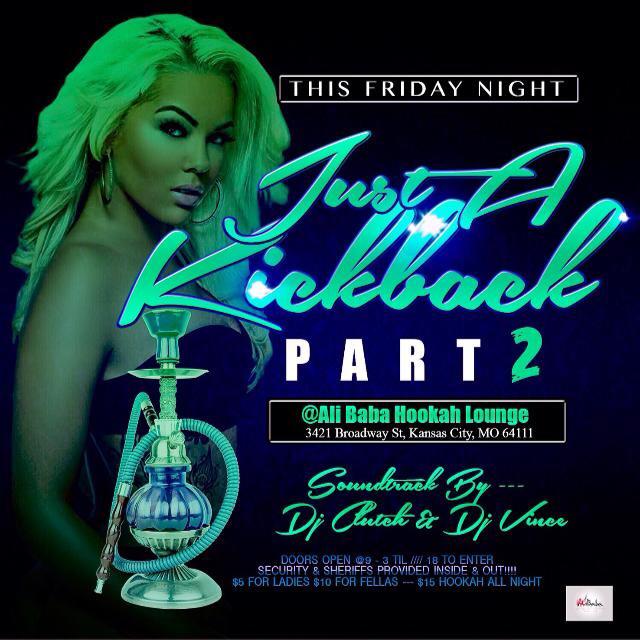 THIS FRIDAY NIGHT
Just A
Kickback
PART 2
@Ali Baba Hookah Lounge
3421 Broadway St, Kansas City, MO 64111
Soundtrack By ---
Dj Clutch & Dj Vince
DOORS OPEN @9 - 3 TIL //// 18 TO ENTER
SECURITY & SHERIFFS PROVIDED INSIDE & OUT!!!!
$5 FOR LADIES $10 FOR FELLAS --- $15 HOOKAH ALL NIGHT